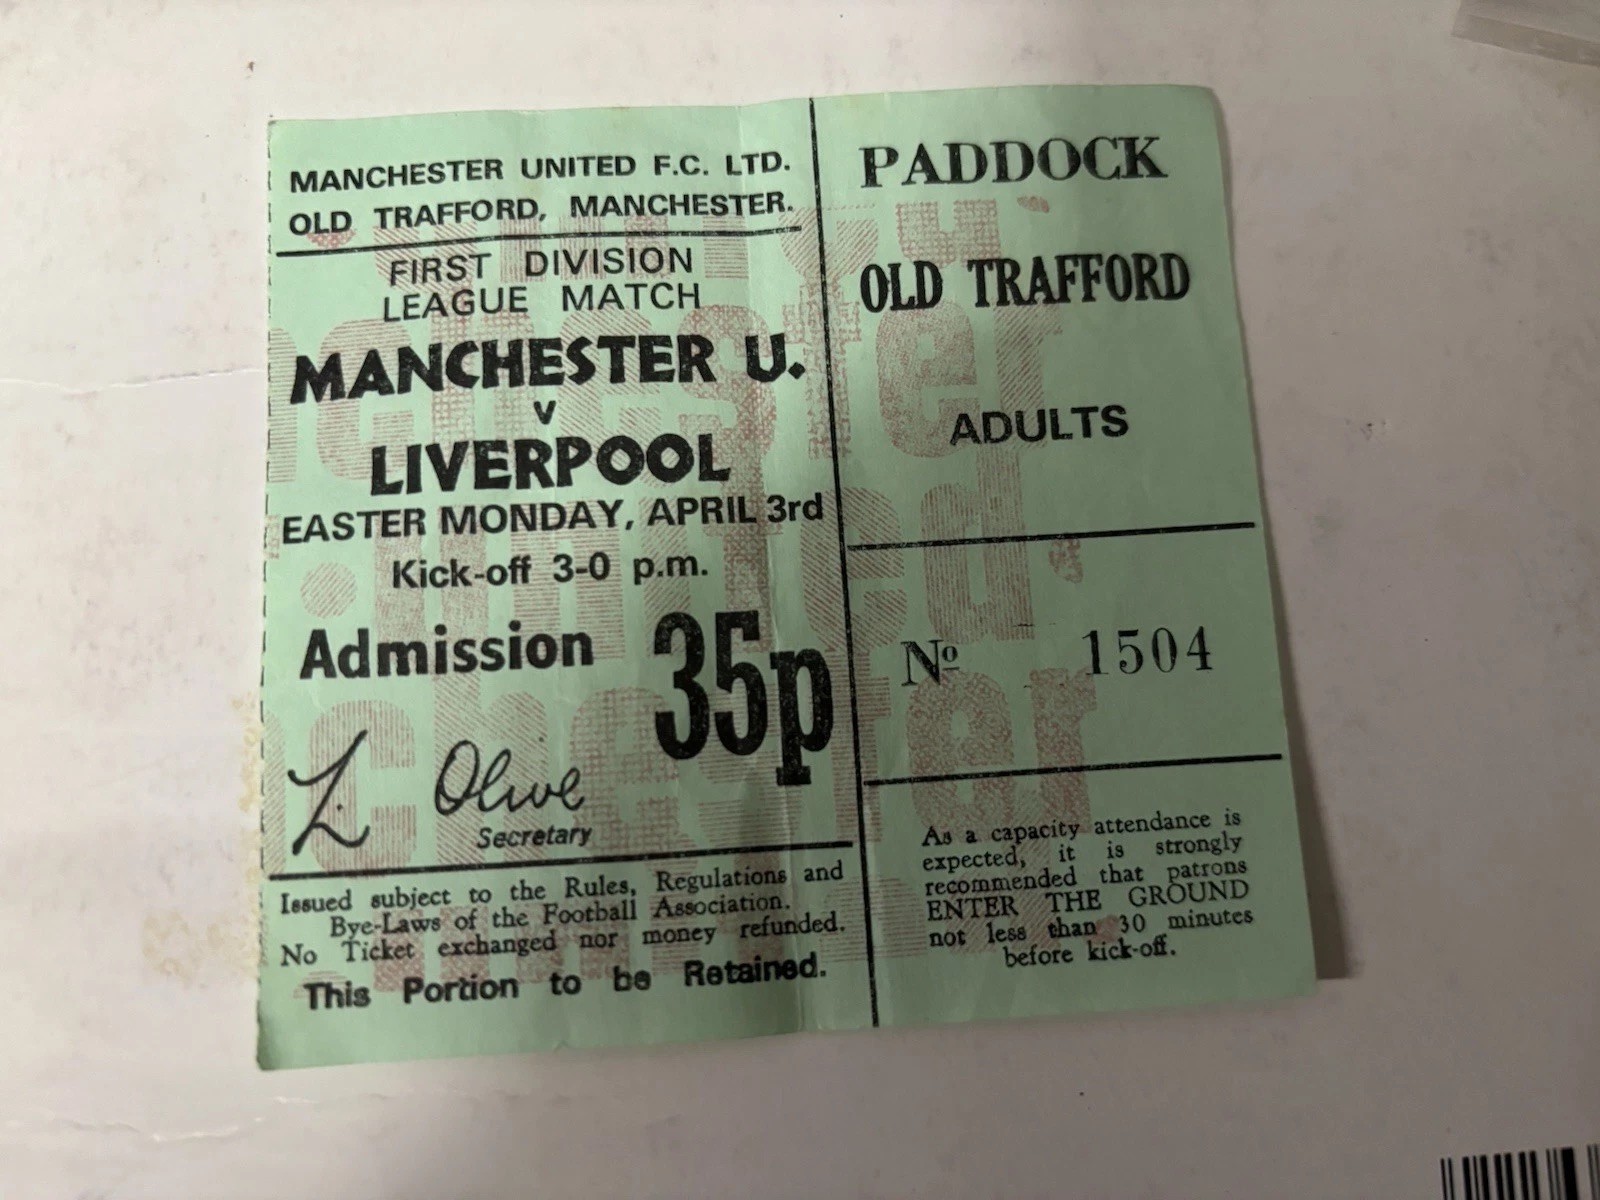 MANCHESTER UNITED F.C. LTD.
OLD TRAFFORD, MANCHESTER.
FIRST DIVISION
LEAGUE MATCH
MANCHESTER U.
v
LIVERPOOL
EASTER MONDAY, APRIL 3rd
Kick-off 3-0 p.m.
Admission 35p
L. Olive
Secretary
Issued subject to the Rules, Regulations and
Bye-Laws of the Football Association.
No Ticket exchanged nor money refunded.
This Portion to be Retained.
PADDOCK
OLD TRAFFORD
ADULTS
Nº 1504
As a capacity attendance is
expected, it is strongly
recommended that patrons
ENTER THE GROUND
not less than 30 minutes
before kick-off.